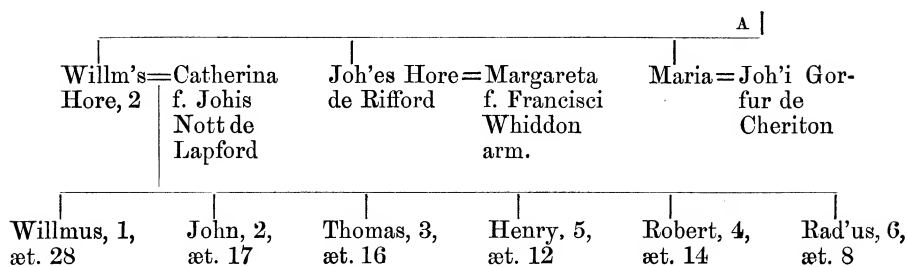 A
Willm's=Catherina
Hore, 2 f. Johis
Nott de
Lapford
Joh'es Hore=Margareta
de Rifford f. Francisci
Whiddon
arm.
Maria=Joh'i Gor-
fur de
Cheriton
Willmus, 1,
æt. 28
John, 2,
æt. 17
Thomas, 3,
æt. 16
Henry, 5,
æt. 12
Robert, 4,
æt. 14
Rad'us, 6,
æt. 8